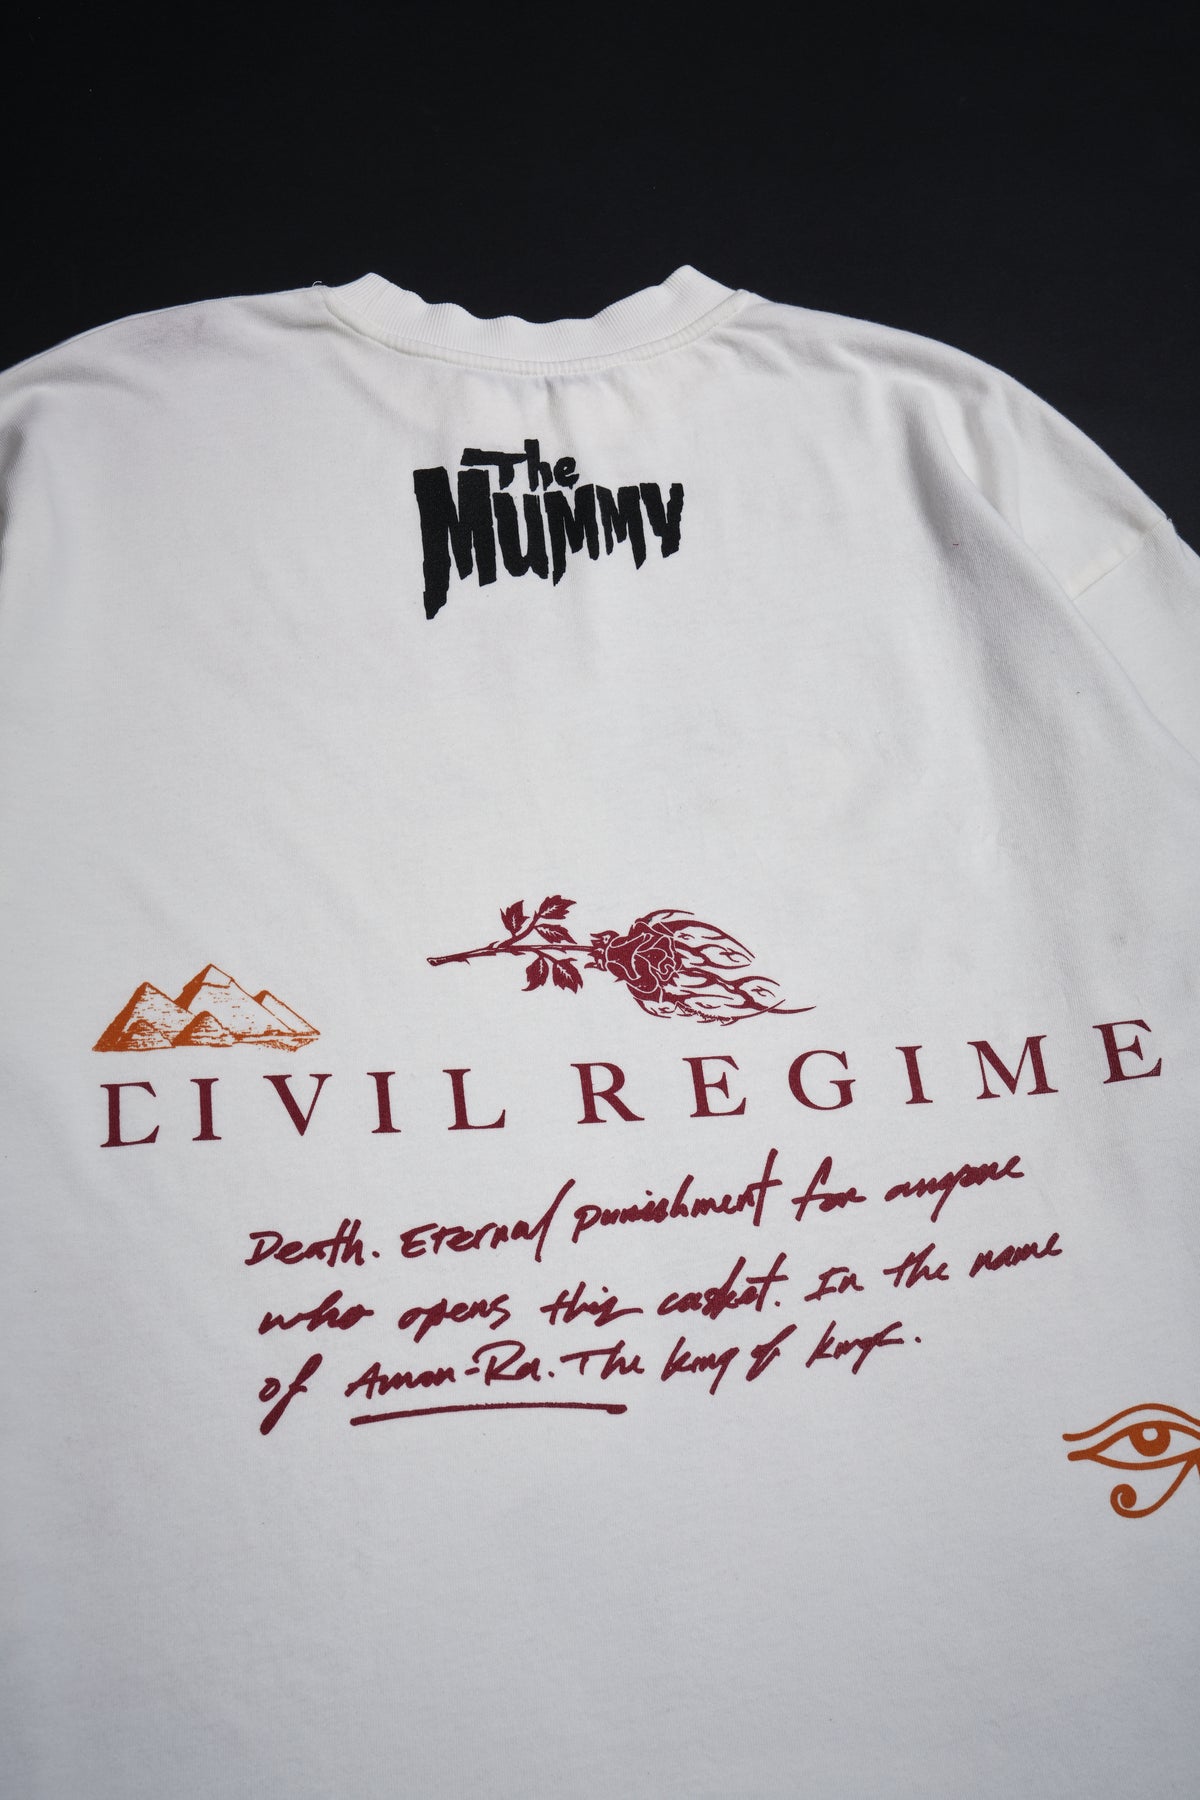 The
Mummy
CIVIL REGIME
Death. Eternal punishment for anyone
who opens this casket. In the name
of Amon-Ra. The king of kings.